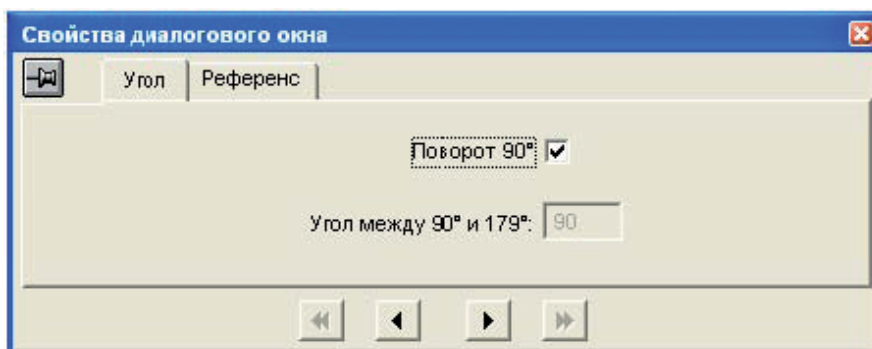 Свойства диалогового окна
Угол Референс
Поворот 90°
Угол между 90° и 179°: 90